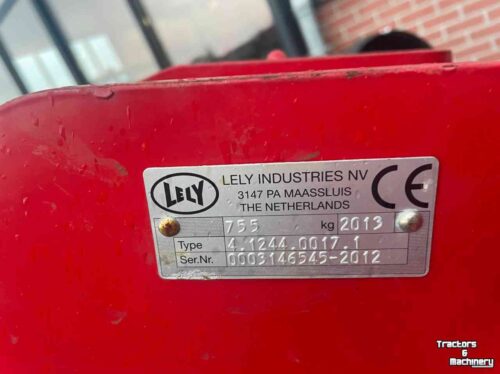 LELY
LELY INDUSTRIES NV
3147 PA MAASSLUIS
THE NETHERLANDS
CE
755 kg 2013
Type 4.1244.0017.1
Ser.Nr. 0003146545-2012
Tractors
& Machinery